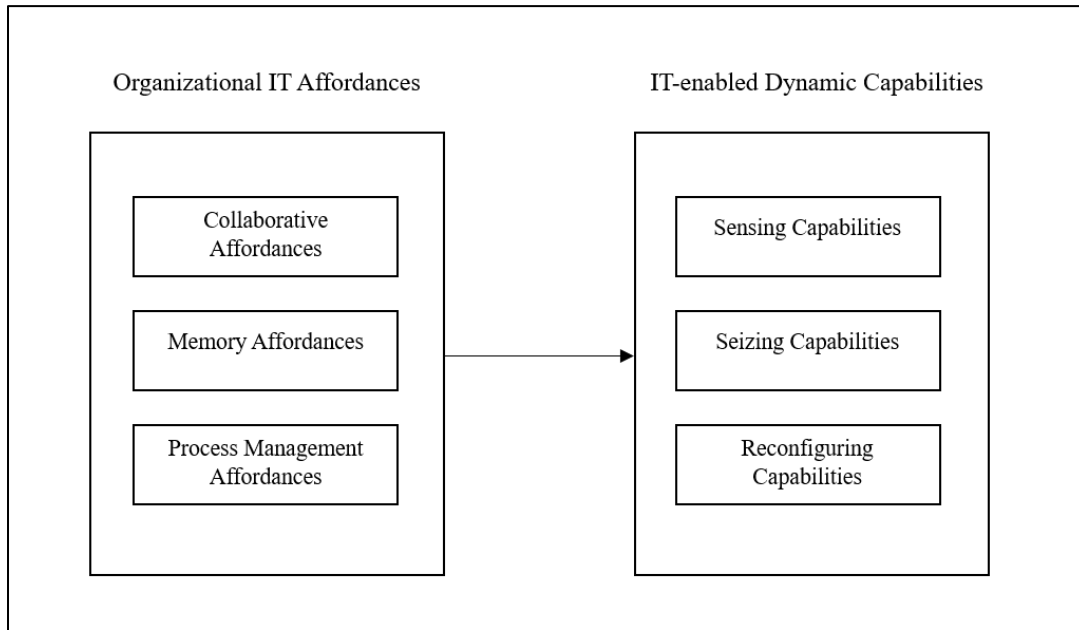 Organizational IT Affordances
IT-enabled Dynamic Capabilities
Collaborative
Affordances
Memory Affordances
Process Management
Affordances
Sensing Capabilities
Seizing Capabilities
Reconfiguring
Capabilities